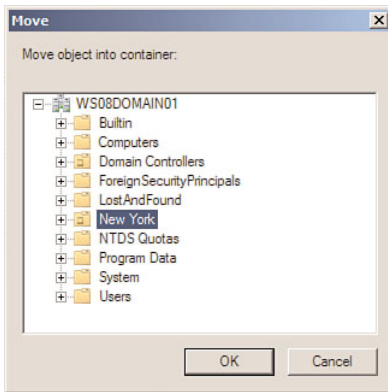 Move
Move object into container:
WS08DOMAIN01
Builtin
Computers
Domain Controllers
ForeignSecurityPrincipals
LostAndFound
New York
NTDS Quotas
Program Data
System
Users
OK Cancel